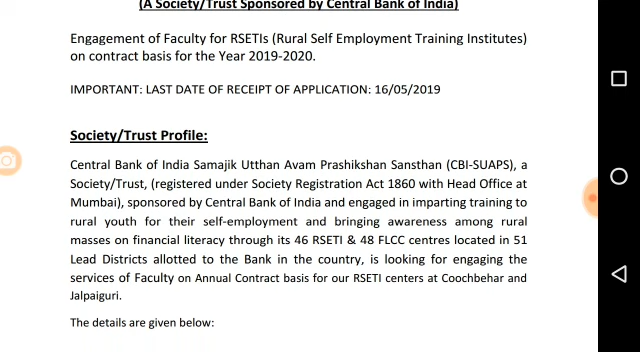 (A Society/Trust Sponsored by Central Bank of India)
Engagement of Faculty for RSETIs (Rural Self Employment Training Institutes)
on contract basis for the Year 2019-2020.
IMPORTANT: LAST DATE OF RECEIPT OF APPLICATION: 16/05/2019
Society/Trust Profile:
Central Bank of India Samajik Utthan Avam Prashikshan Sansthan (CBI-SUAPS), a
Society/Trust, (registered under Society Registration Act 1860 with Head Office at
Mumbai), sponsored by Central Bank of India and engaged in imparting training to
rural youth for their self-employment and bringing awareness among rural
masses on financial literacy through its 46 RSETI & 48 FLCC centres located in 51
Lead Districts allotted to the Bank in the country, is looking for engaging the
services of Faculty on Annual Contract basis for our RSETI centers at Coochbehar and
Jalpaiguri.
The details are given below: